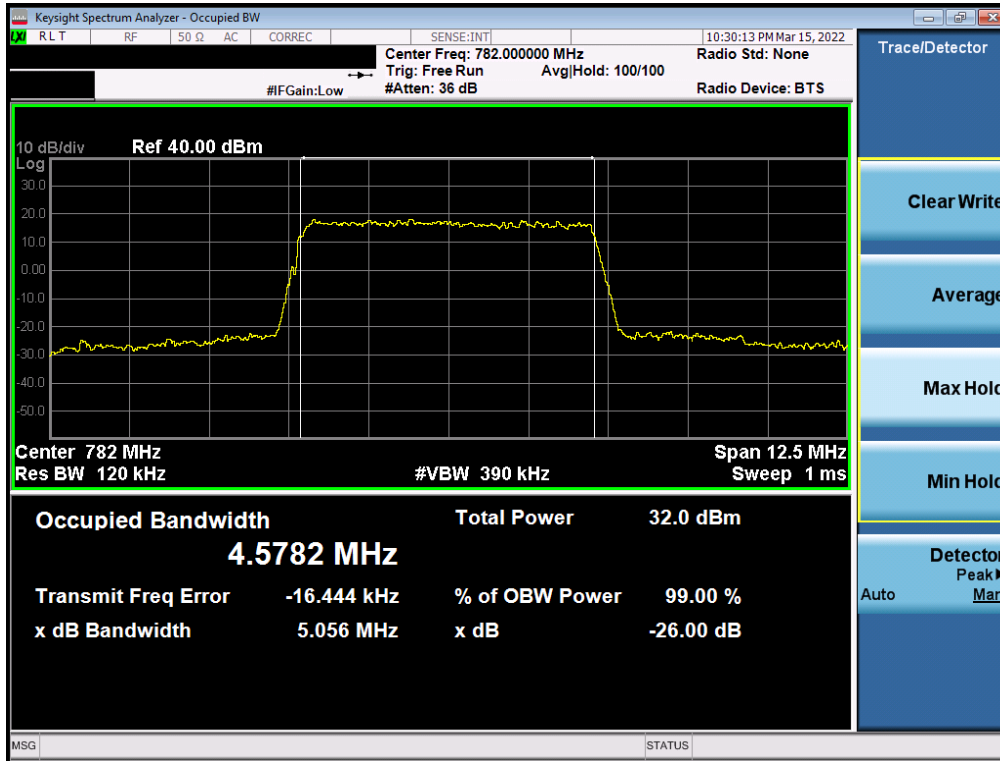 Keysight Spectrum Analyzer - Occupied BW
LXI RLT RF 50 Ω AC CORREC SENSE:INT 10:30:13 PM Mar 15, 2022
Center Freq: 782.000000 MHz Radio Std: None
Trig: Free Run Avg|Hold: 100/100
#IFGain:Low #Atten: 36 dB Radio Device: BTS
Trace/Detector
10 dB/div Ref 40.00 dBm
Log
30.0
20.0
10.0
0.00
-10.0
-20.0
-30.0
-40.0
-50.0
Center 782 MHz Span 12.5 MHz
Res BW 120 kHz #VBW 390 kHz Sweep 1 ms
Occupied Bandwidth Total Power 32.0 dBm
4.5782 MHz
Transmit Freq Error -16.444 kHz % of OBW Power 99.00 %
x dB Bandwidth 5.056 MHz x dB -26.00 dB
Clear Write
Average
Max Hold
Min Hold
Detector
Peak
Auto Man
MSG STATUS